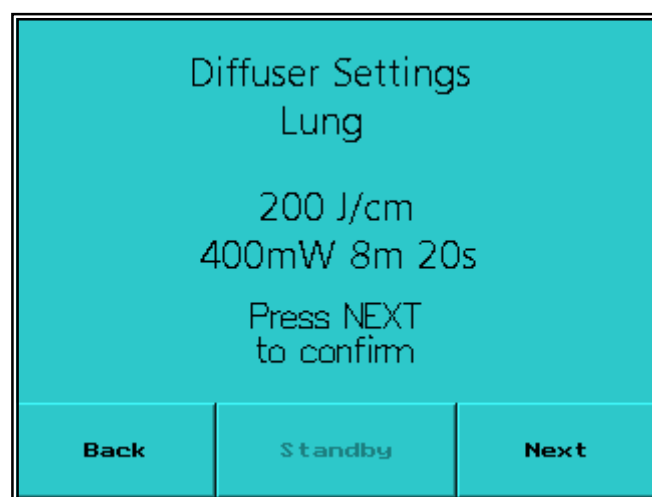 Diffuser Settings
Lung
200 J/cm
400mW 8m 20s
Press NEXT
to confirm
Back
Standby
Next